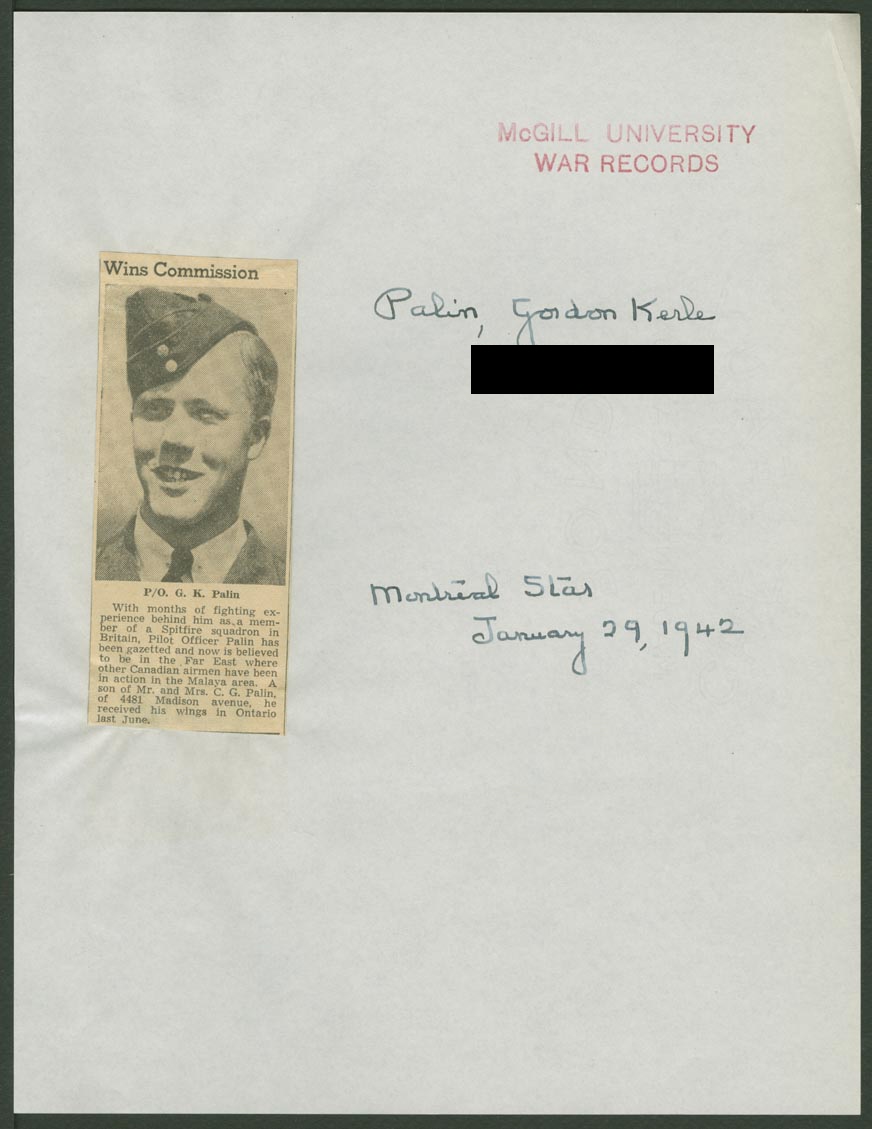 McGILL UNIVERSITY
WAR RECORDS
Wins Commission
Palin, Gordon Kerle
P/O. G. K. Palin
With months of fighting ex-
perience behind him as a mem-
ber of a Spitfire squadron in
Britain, Pilot Officer Palin has
been gazetted and now is believed
to be in the Far East where
other Canadian airmen have been
in action in the Malaya area. A
son of Mr. and Mrs. C. G. Palin,
of 4481 Madison avenue, he
received his wings in Ontario
last June.
Montreal Star
January 29, 1942